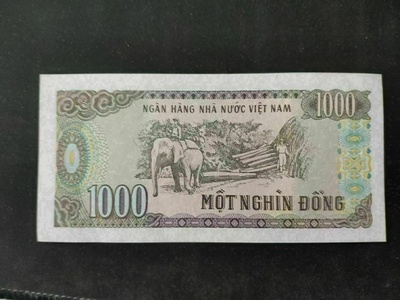 NGÂN HÀNG NHÀ NƯỚC VIỆT NAM
1000
1000
MỘT NGHÌN ĐỒNG